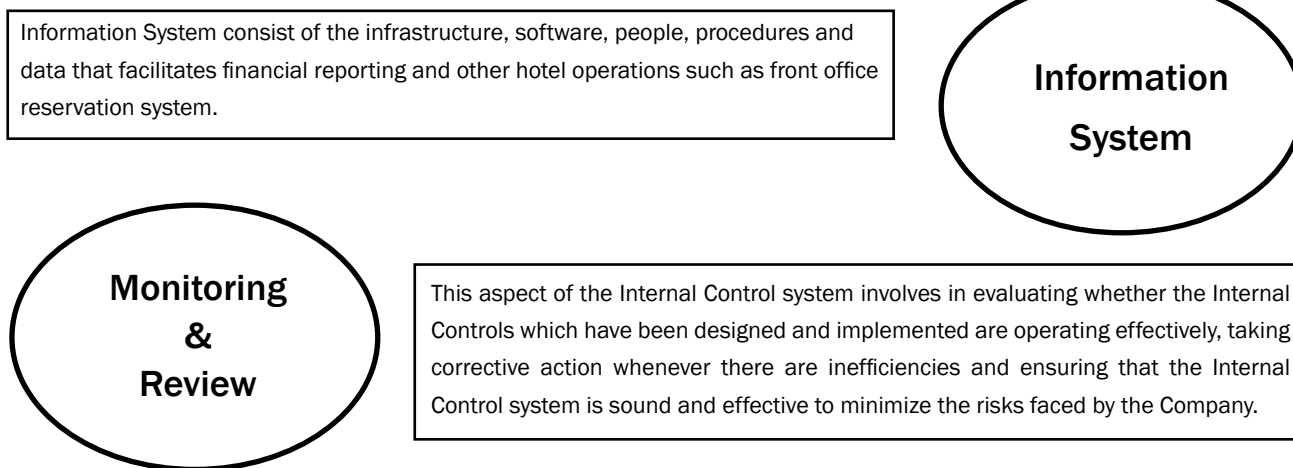 Information System consist of the infrastructure, software, people, procedures and
data that facilitates financial reporting and other hotel operations such as front office
reservation system.
Information
System
Monitoring
&
Review
This aspect of the Internal Control system involves in evaluating whether the Internal
Controls which have been designed and implemented are operating effectively, taking
corrective action whenever there are inefficiencies and ensuring that the Internal
Control system is sound and effective to minimize the risks faced by the Company.